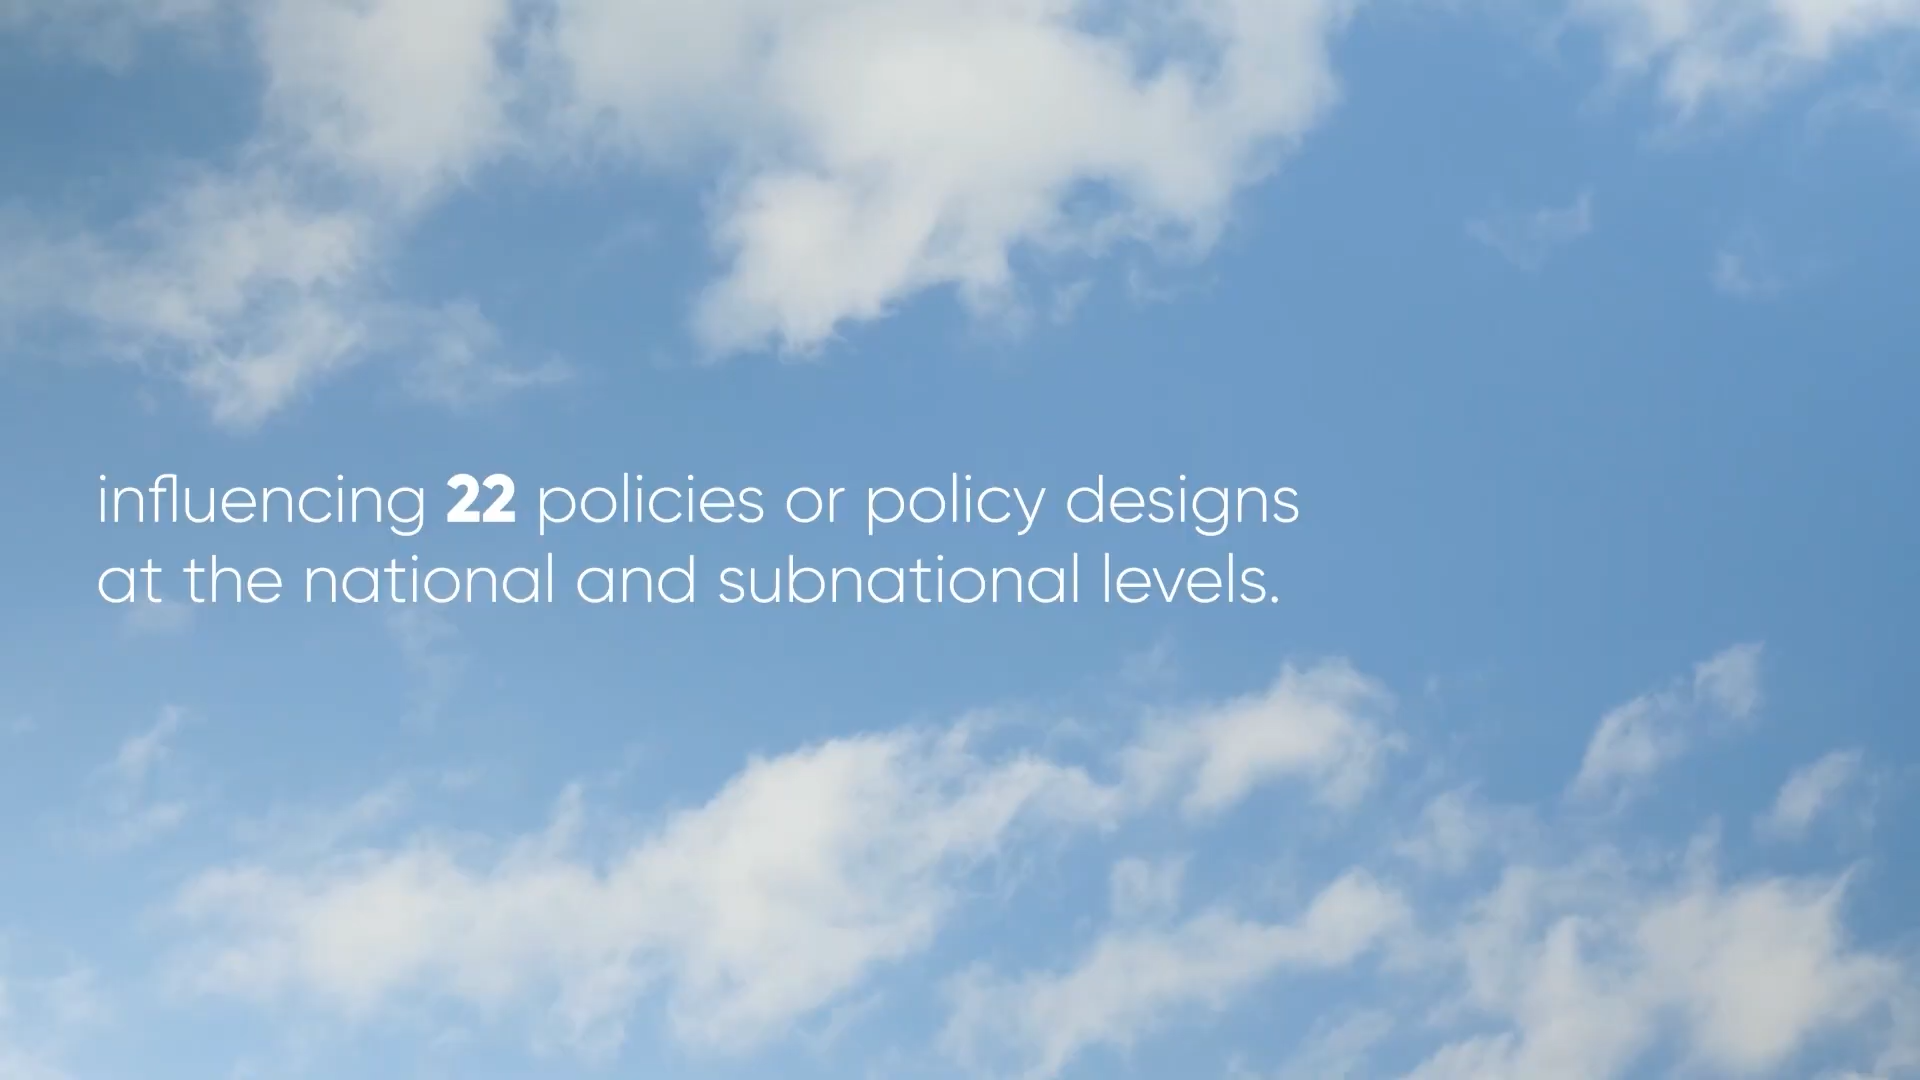 influencing 22 policies or policy designs
at the national and subnational levels.